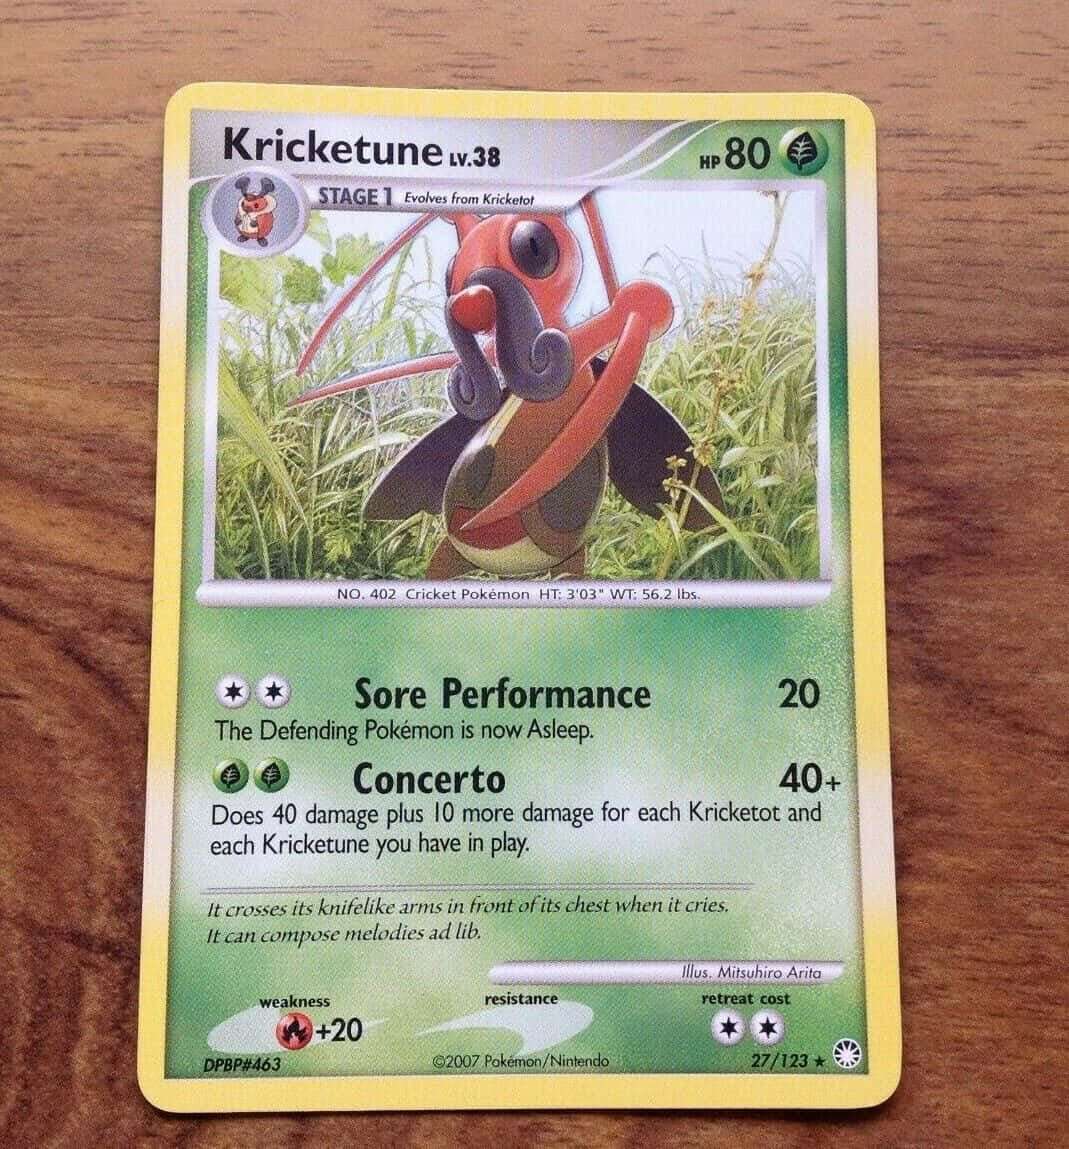 Kricketune LV.38
HP 80
STAGE 1 Evolves from Kricketot
NO. 402 Cricket Pokémon HT: 3'03" WT: 56.2 lbs.
Sore Performance 20
The Defending Pokémon is now Asleep.
Concerto 40+
Does 40 damage plus 10 more damage for each Kricketot and
each Kricketune you have in play.
It crosses its knifelike arms in front of its chest when it cries.
It can compose melodies ad lib.
Illus. Mitsuhiro Arita
weakness resistance retreat cost
+20
DPBP#463 ©2007 Pokémon/Nintendo 27/123 ★